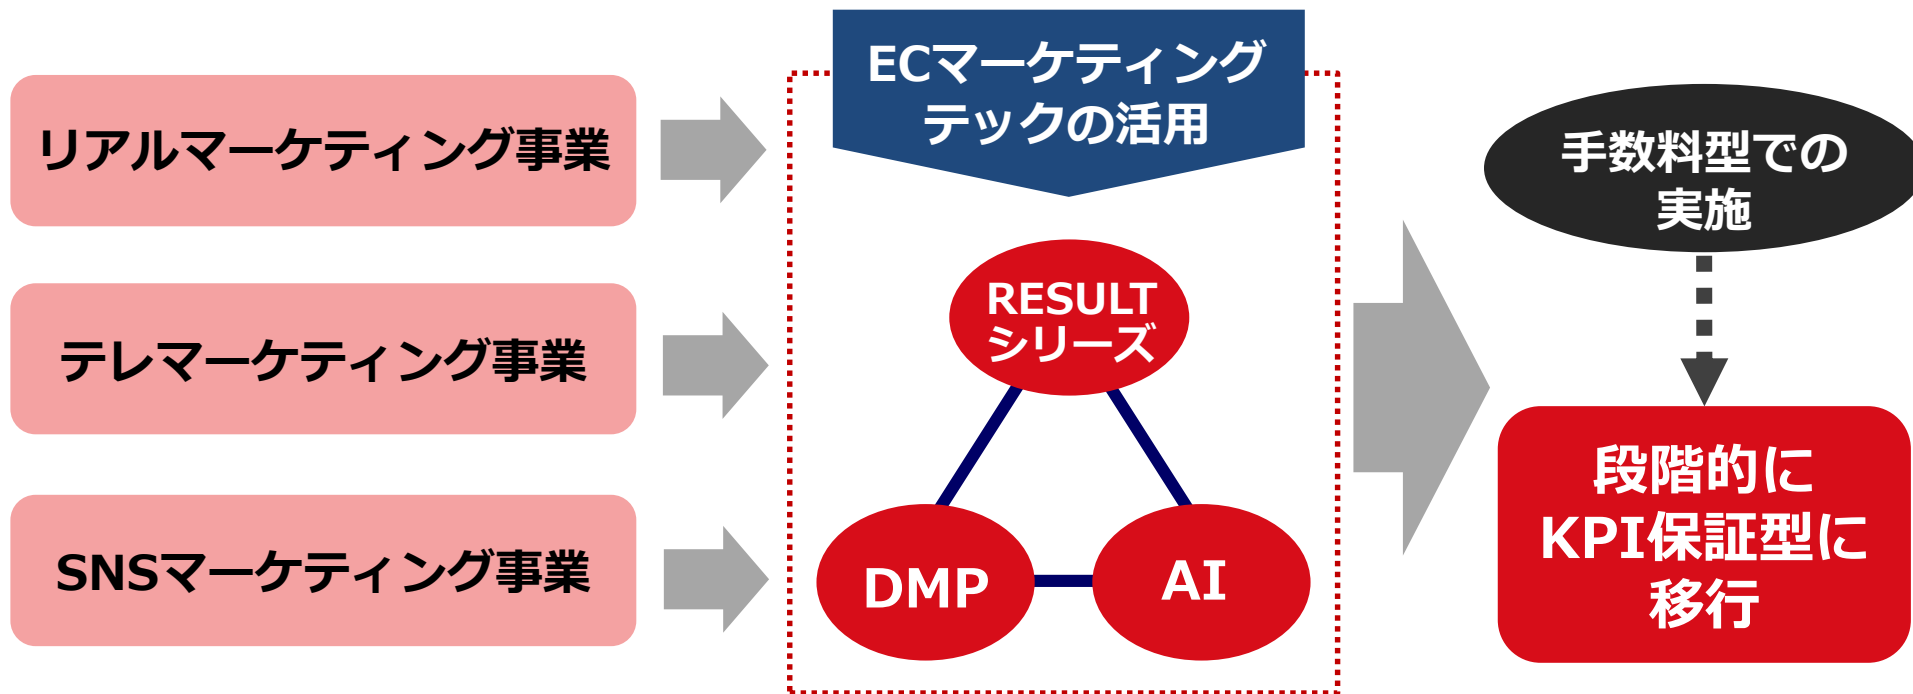 リアルマーケティング事業
テレマーケティング事業
SNSマーケティング事業
ECマーケティング
テックの活用
RESULT
シリーズ
DMP
AI
手数料型での
実施
段階的に
KPI保証型に
移行